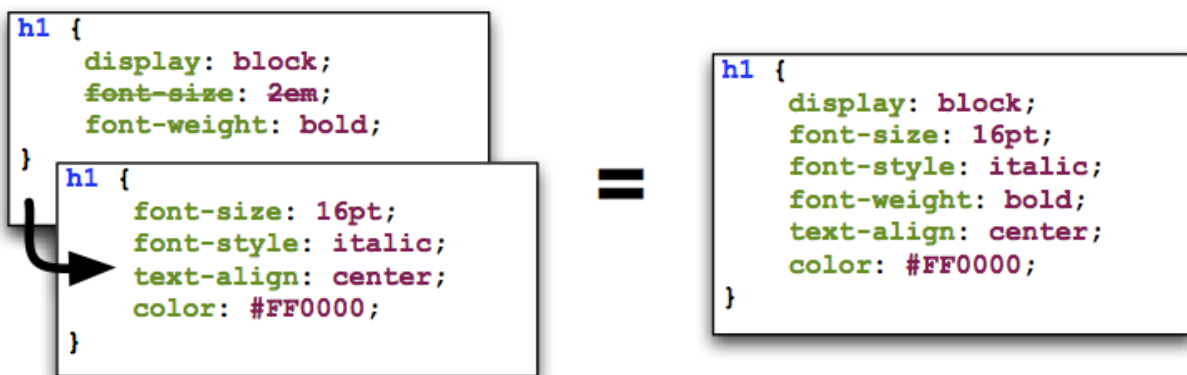 h1 {
display: block;
font-size: 2em;
font-weight: bold;
}
h1 {
font-size: 16pt;
font-style: italic;
text-align: center;
color: #FF0000;
}
=
h1 {
display: block;
font-size: 16pt;
font-style: italic;
font-weight: bold;
text-align: center;
color: #FF0000;
}